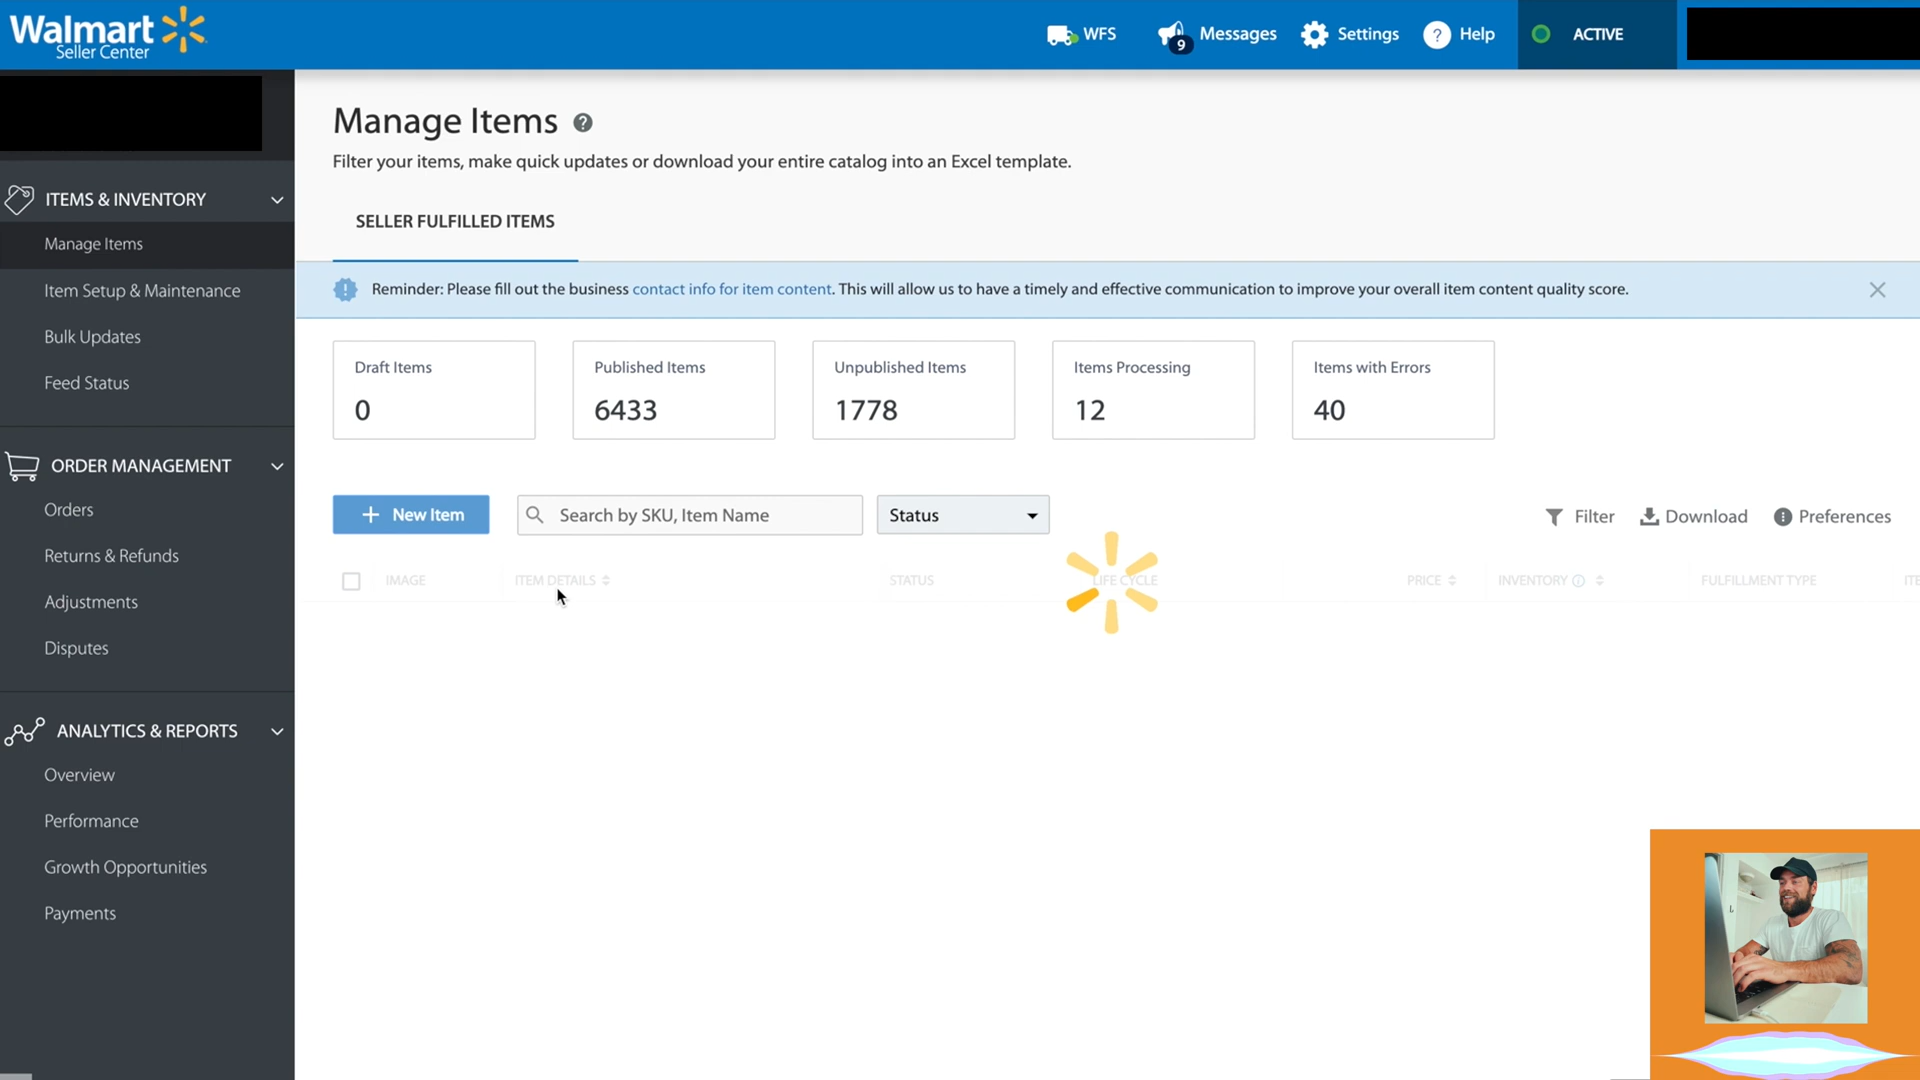 Walmart
Seller Center
WFS
9
Messages
Settings
? Help
ACTIVE
ITEMS & INVENTORY
Manage Items
Item Setup & Maintenance
Bulk Updates
Feed Status
ORDER MANAGEMENT
Orders
Returns & Refunds
Adjustments
Disputes
ANALYTICS & REPORTS
Overview
Performance
Growth Opportunities
Payments
Manage Items ?
Filter your items, make quick updates or download your entire catalog into an Excel template.
SELLER FULFILLED ITEMS
Reminder: Please fill out the business contact info for item content. This will allow us to have a timely and effective communication to improve your overall item content quality score.
Draft Items
0
Published Items
6433
Unpublished Items
1778
Items Processing
12
Items with Errors
40
+ New Item
Search by SKU, Item Name
Status
Filter
Download
Preferences
IMAGE
ITEM DETAILS
STATUS
LIFE CYCLE
PRICE
INVENTORY
FULFILLMENT TYPE
ITE